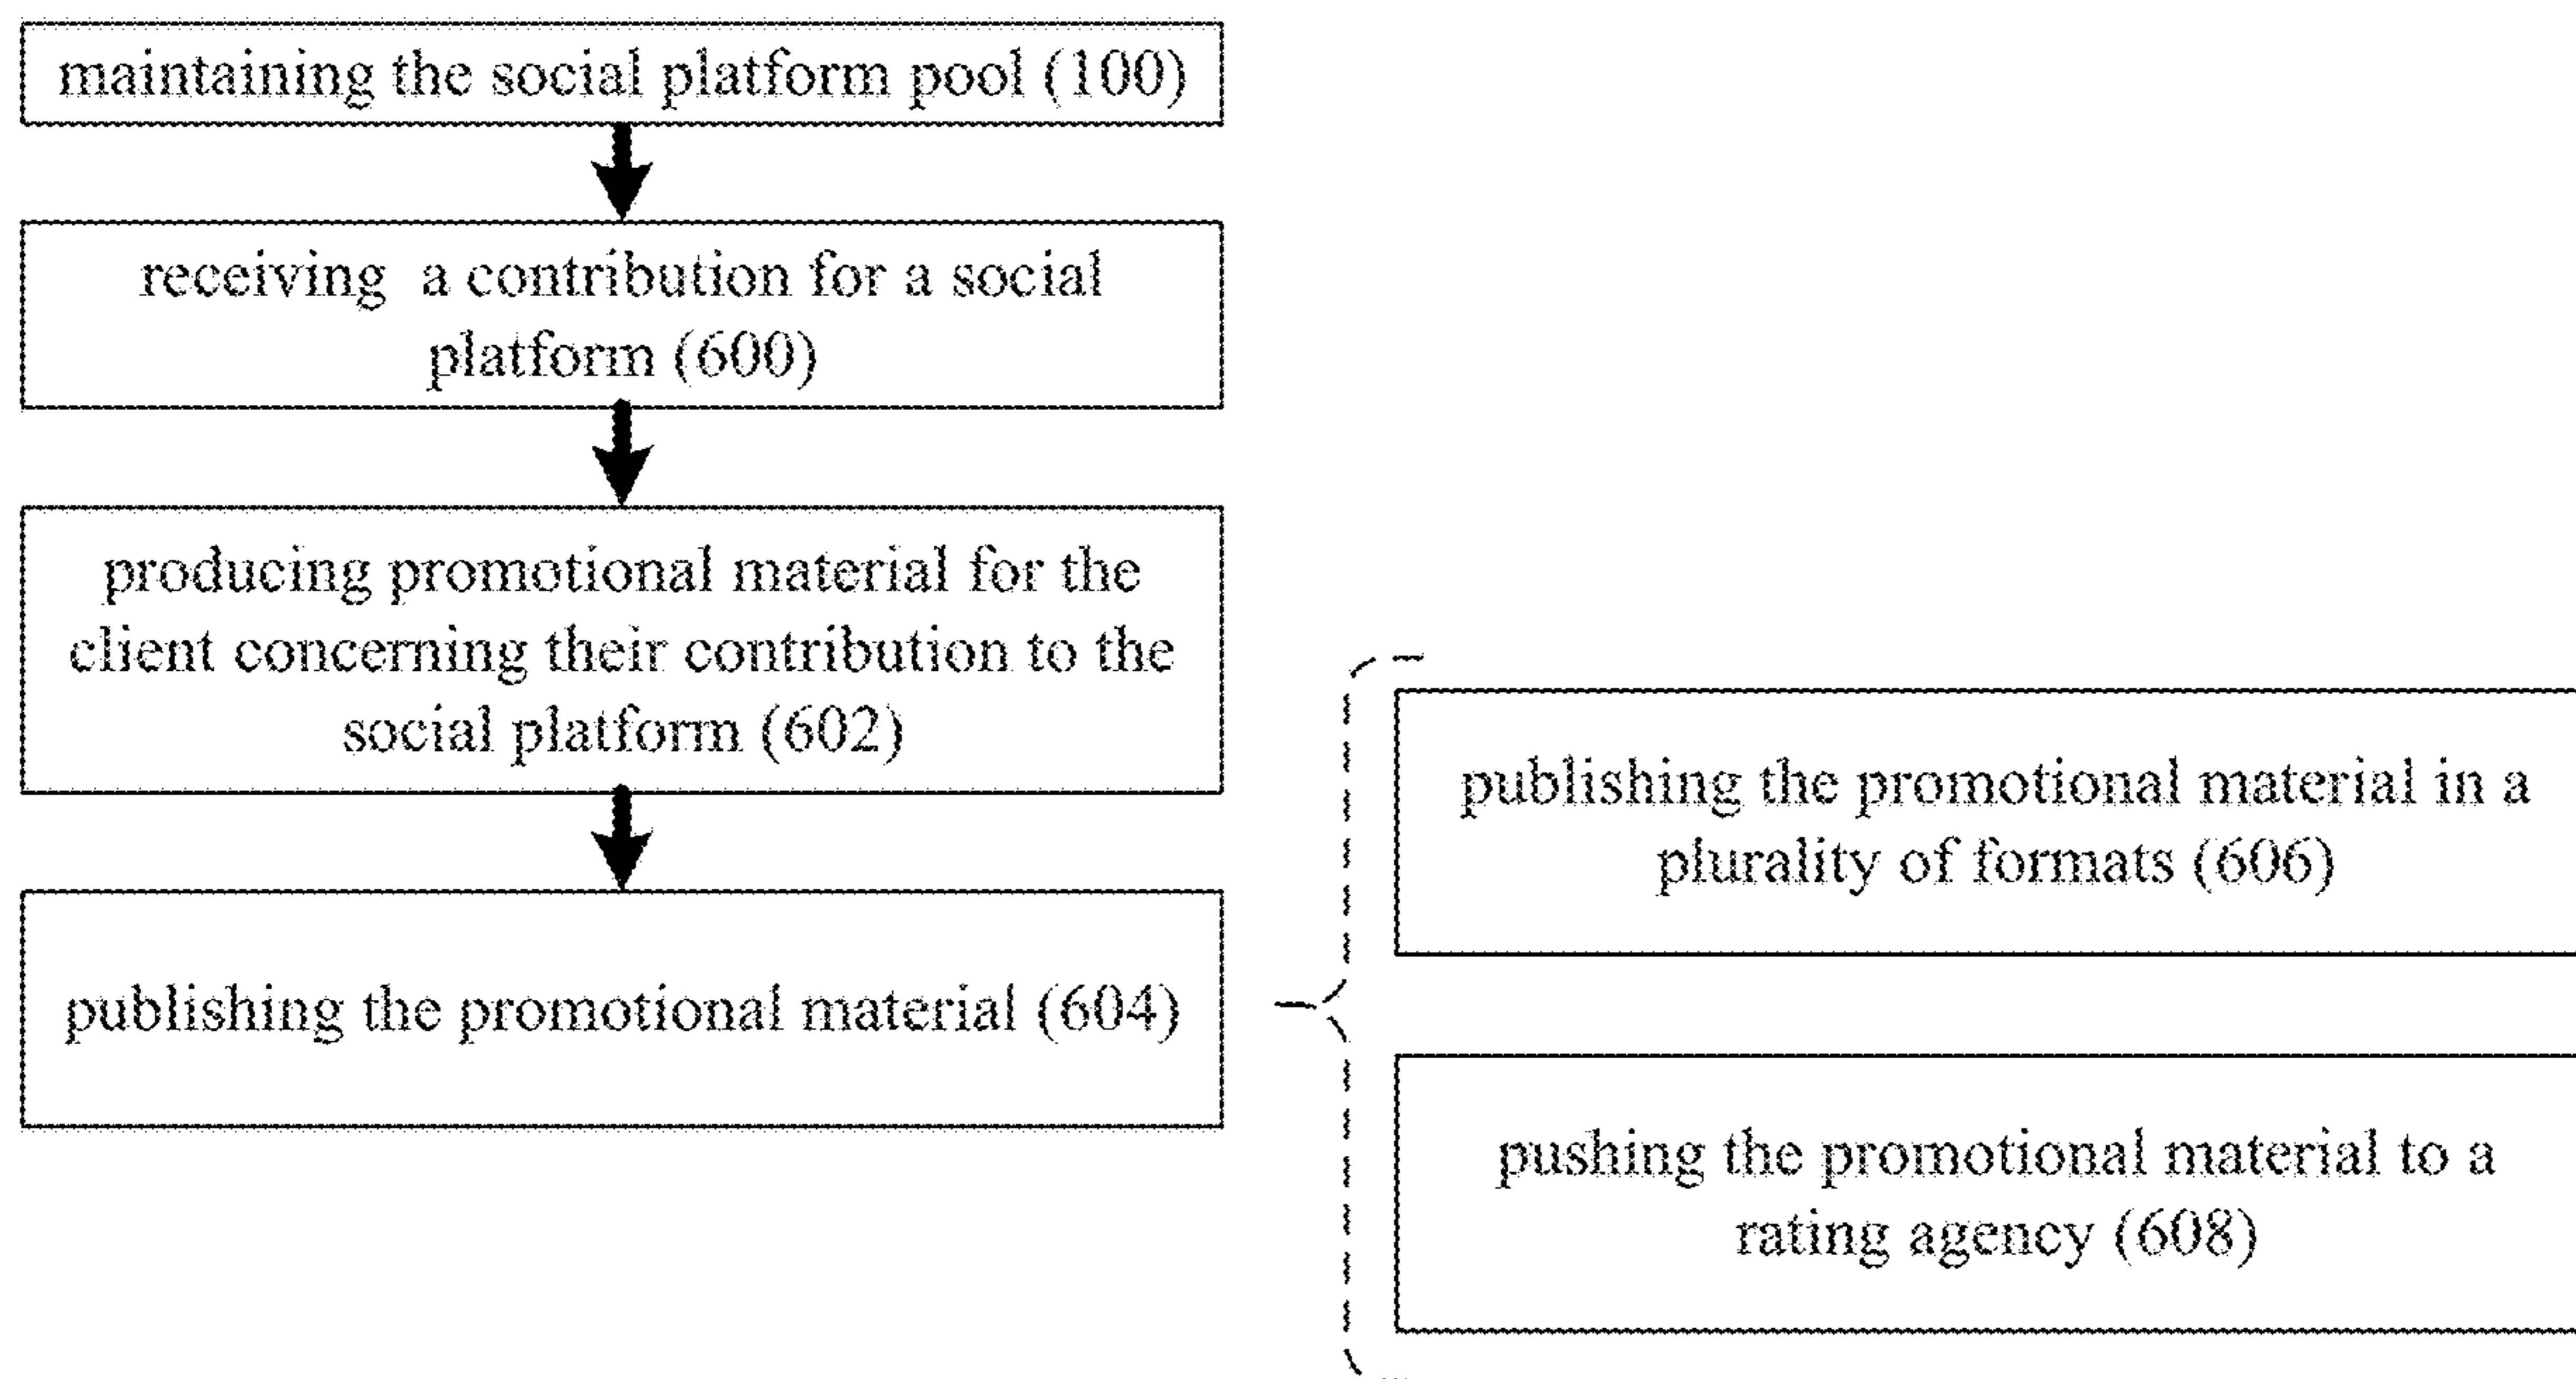 maintaining the social platform pool (100)
receiving a contribution for a social
platform (600)
producing promotional material for the
client concerning their contribution to the
social platform (602)
publishing the promotional material (604)
publishing the promotional material in a
plurality of formats (606)
pushing the promotional material to a
rating agency (608)